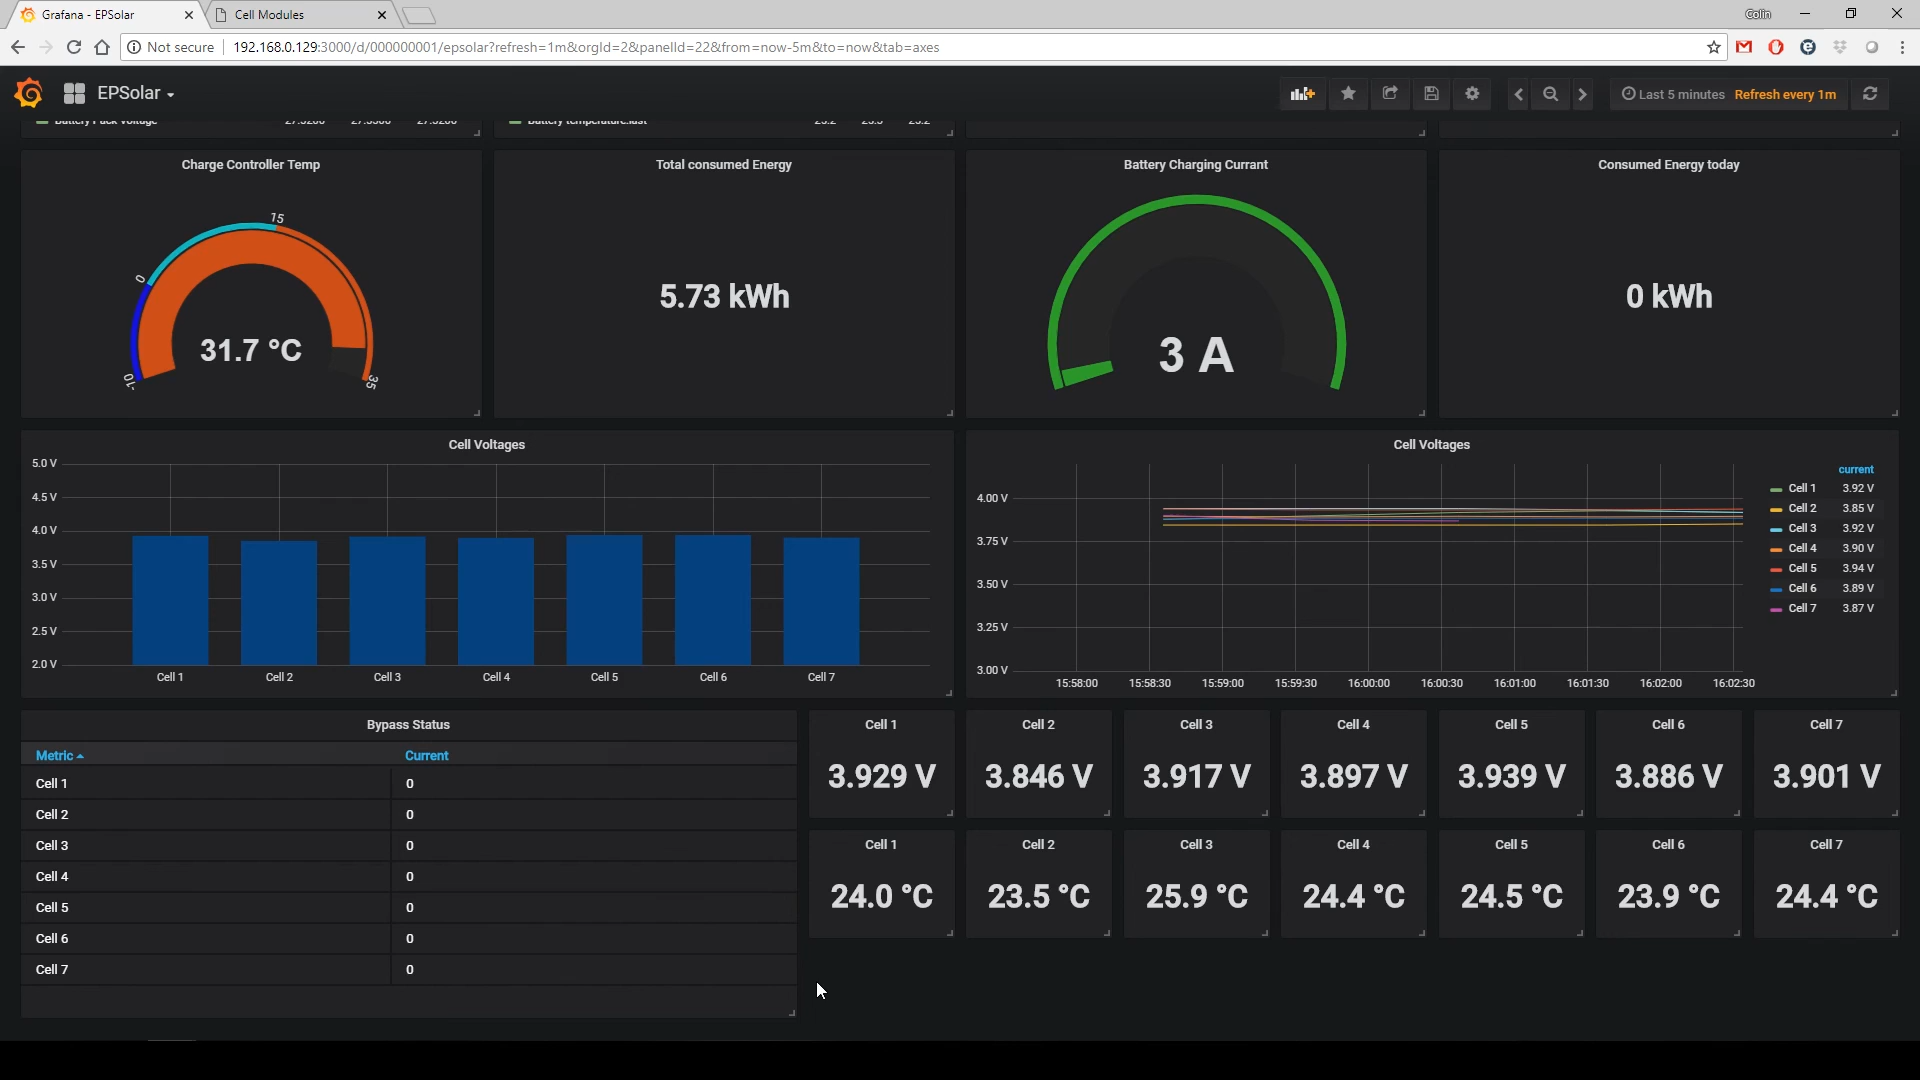 Grafana - EPSolar
Cell Modules
Colin
Not secure
192.168.0.129:3000/d/000000001/epsolar?refresh=1m&orgId=2&panelId=22&from=now-5m&to=now&tab=axes
EPSolar
Last 5 minutes Refresh every 1m
Battery Pack voltage
Battery temperature.last
Charge Controller Temp
-10
0
15
35
31.7 °C
Total consumed Energy
5.73 kWh
Battery Charging Currant
3 A
Consumed Energy today
0 kWh
Cell Voltages
5.0 V
4.5 V
4.0 V
3.5 V
3.0 V
2.5 V
2.0 V
Cell 1 Cell 2 Cell 3 Cell 4 Cell 5 Cell 6 Cell 7
Cell Voltages
4.00 V
3.75 V
3.50 V
3.25 V
3.00 V
15:58:00 15:58:30 15:59:00 15:59:30 16:00:00 16:00:30 16:01:00 16:01:30 16:02:00 16:02:30
current
Cell 1 3.92 V
Cell 2 3.85 V
Cell 3 3.92 V
Cell 4 3.90 V
Cell 5 3.94 V
Cell 6 3.89 V
Cell 7 3.87 V
Bypass Status
Metric Current
Cell 1 0
Cell 2 0
Cell 3 0
Cell 4 0
Cell 5 0
Cell 6 0
Cell 7 0
Cell 1 Cell 2 Cell 3 Cell 4 Cell 5 Cell 6 Cell 7
3.929 V 3.846 V 3.917 V 3.897 V 3.939 V 3.886 V 3.901 V
Cell 1 Cell 2 Cell 3 Cell 4 Cell 5 Cell 6 Cell 7
24.0 °C 23.5 °C 25.9 °C 24.4 °C 24.5 °C 23.9 °C 24.4 °C